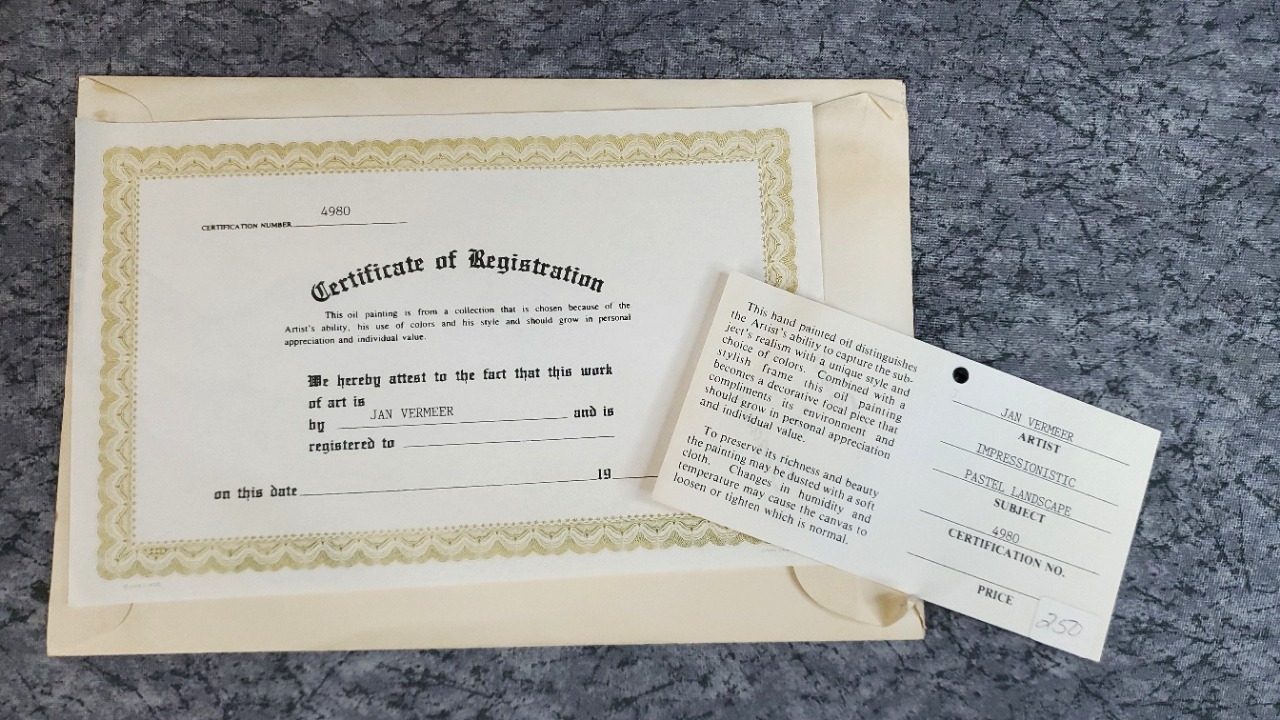 4980
CERTIFICATION NUMBER
Certificate of Registration
This oil painting is from a collection that is chosen because of the
Artist's ability, his use of colors and his style and should grow in personal
appreciation and individual value.
We hereby attest to the fact that this work
of art is
by JAN VERMEER and is
registered to
on this date 19
This hand painted oil distinguishes
the Artist's ability to capture the sub-
ject's realism with a unique style and
choice of colors. Combined with a
stylish frame this oil painting
becomes a decorative focal piece that
compliments its environment and
should grow in personal appreciation
and individual value.
To preserve its richness and beauty
the painting may be dusted with a soft
cloth. Changes in humidity and
temperature may cause the canvas to
loosen or tighten which is normal.
JAN VERMEER
ARTIST
IMPRESSIONISTIC
PASTEL LANDSCAPE
SUBJECT
4980
CERTIFICATION NO.
PRICE
250